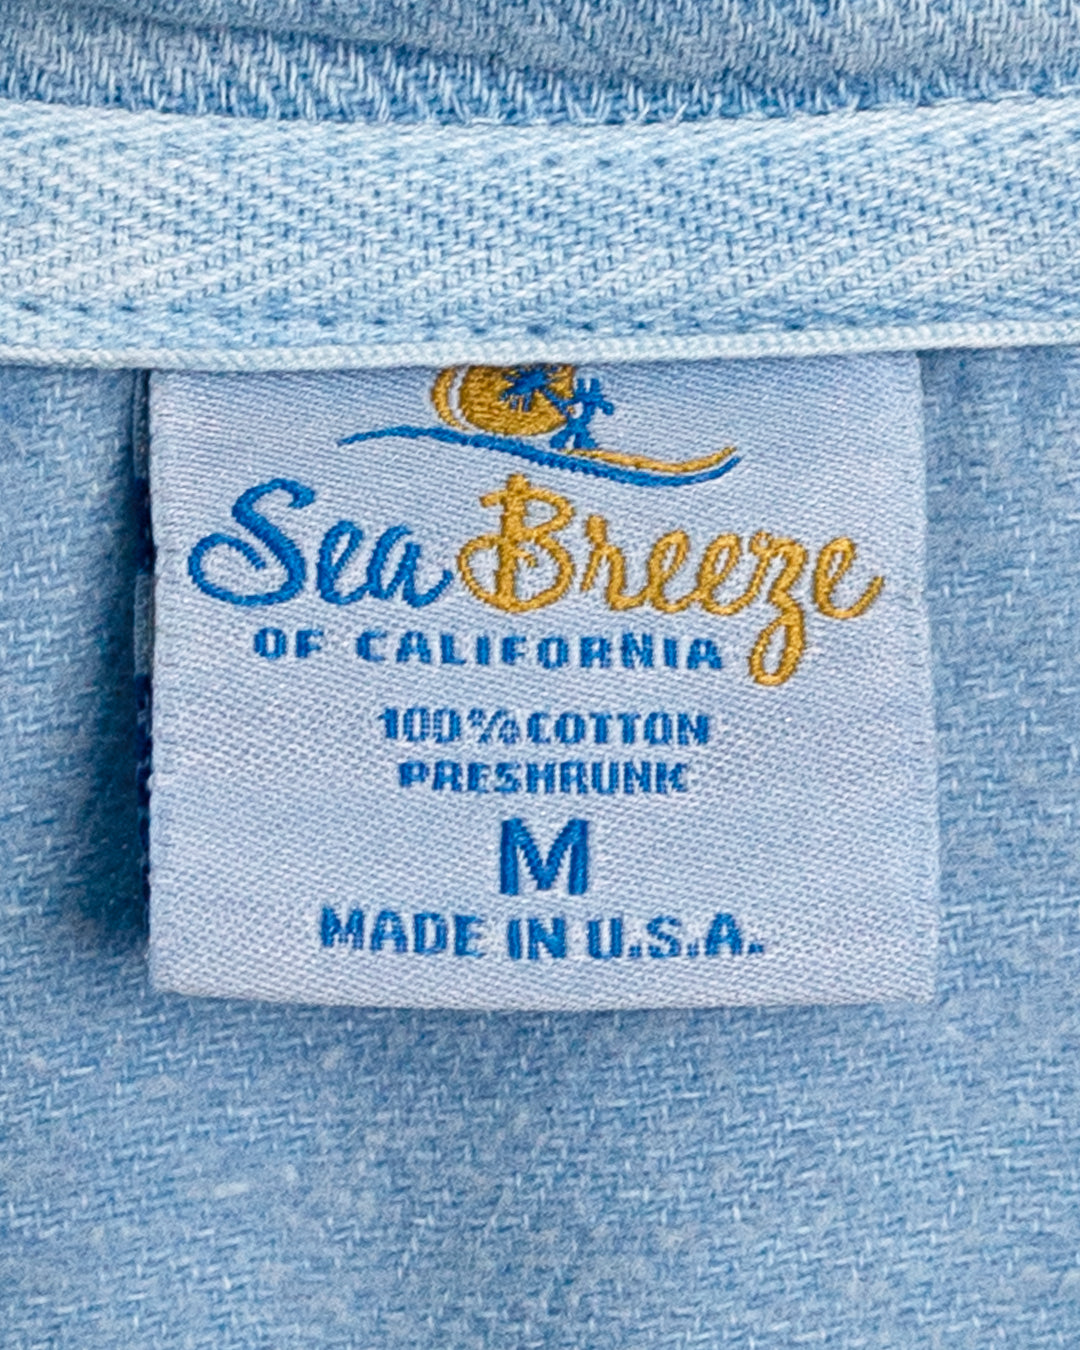 Sea Breeze
OF CALIFORNIA
100% COTTON
PRESHRUNK
M
MADE IN U.S.A.